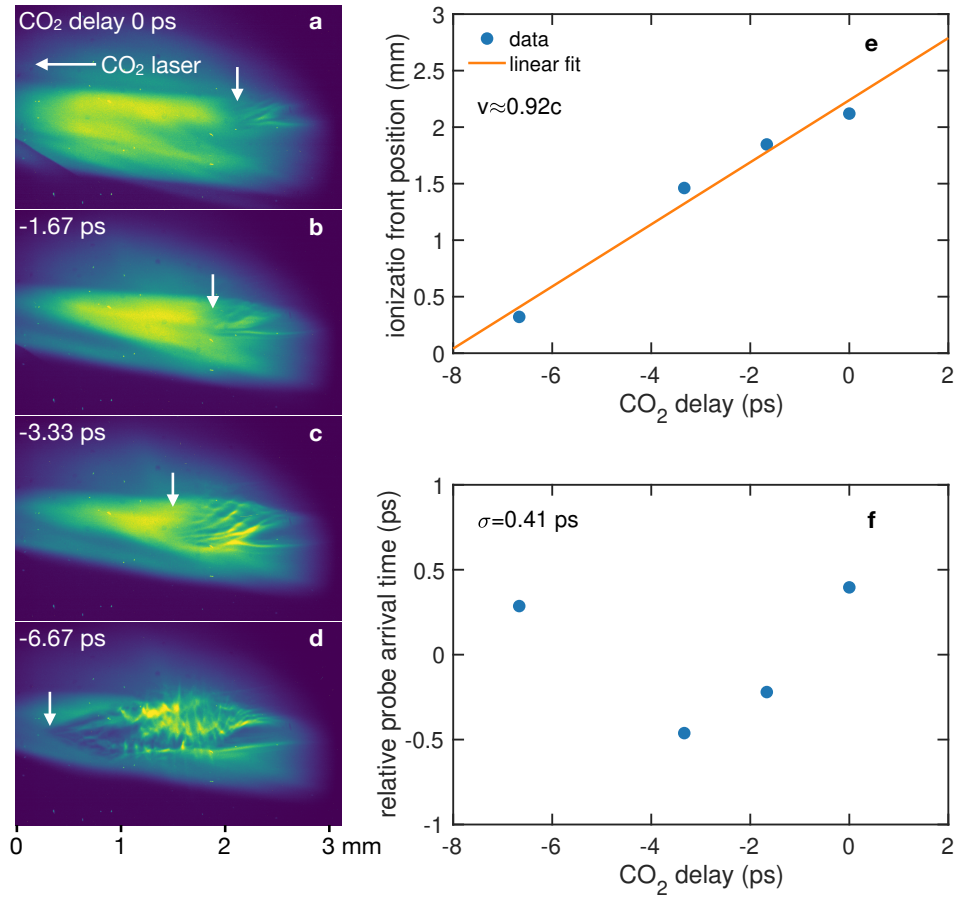 CO₂ delay 0 ps
a
CO₂ laser
-1.67 ps
b
-3.33 ps
c
-6.67 ps
d
0 1 2 3 mm
e
data
linear fit
v≈0.92c
3
2.5
2
1.5
1
0.5
0
ionizatio front position (mm)
-8 -6 -4 -2 0 2
CO₂ delay (ps)
f
σ=0.41 ps
1
0.5
0
-0.5
-1
relative probe arrival time (ps)
-8 -6 -4 -2 0 2
CO₂ delay (ps)